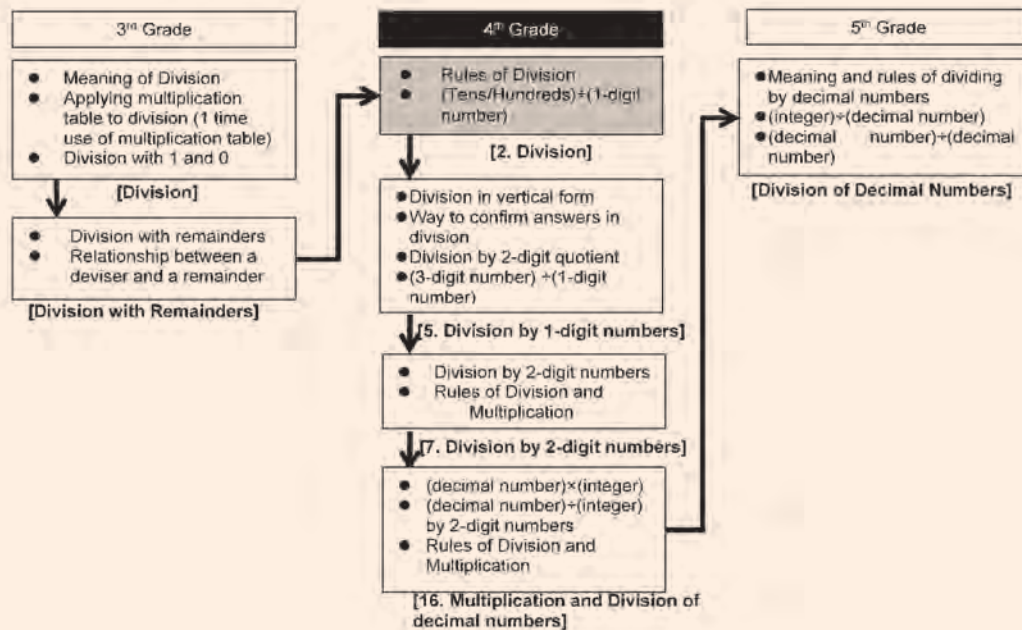 3rd Grade
● Meaning of Division
● Applying multiplication
table to division (1 time
use of multiplication table)
● Division with 1 and 0
[Division]
● Division with remainders
● Relationship between a
deviser and a remainder
[Division with Remainders]
4th Grade
● Rules of Division
● (Tens/Hundreds)÷(1-digit
number)
[2. Division]
●Division in vertical form
●Way to confirm answers in
division
●Division by 2-digit quotient
●(3-digit number) ÷(1-digit
number)
[5. Division by 1-digit numbers]
● Division by 2-digit numbers
● Rules of Division and
Multiplication
[7. Division by 2-digit numbers]
● (decimal number)×(integer)
● (decimal number)÷(integer)
by 2-digit numbers
● Rules of Division and
Multiplication
[16. Multiplication and Division of
decimal numbers]
5th Grade
●Meaning and rules of dividing
by decimal numbers
●(integer)÷(decimal number)
●(decimal number)÷(decimal
number)
[Division of Decimal Numbers]